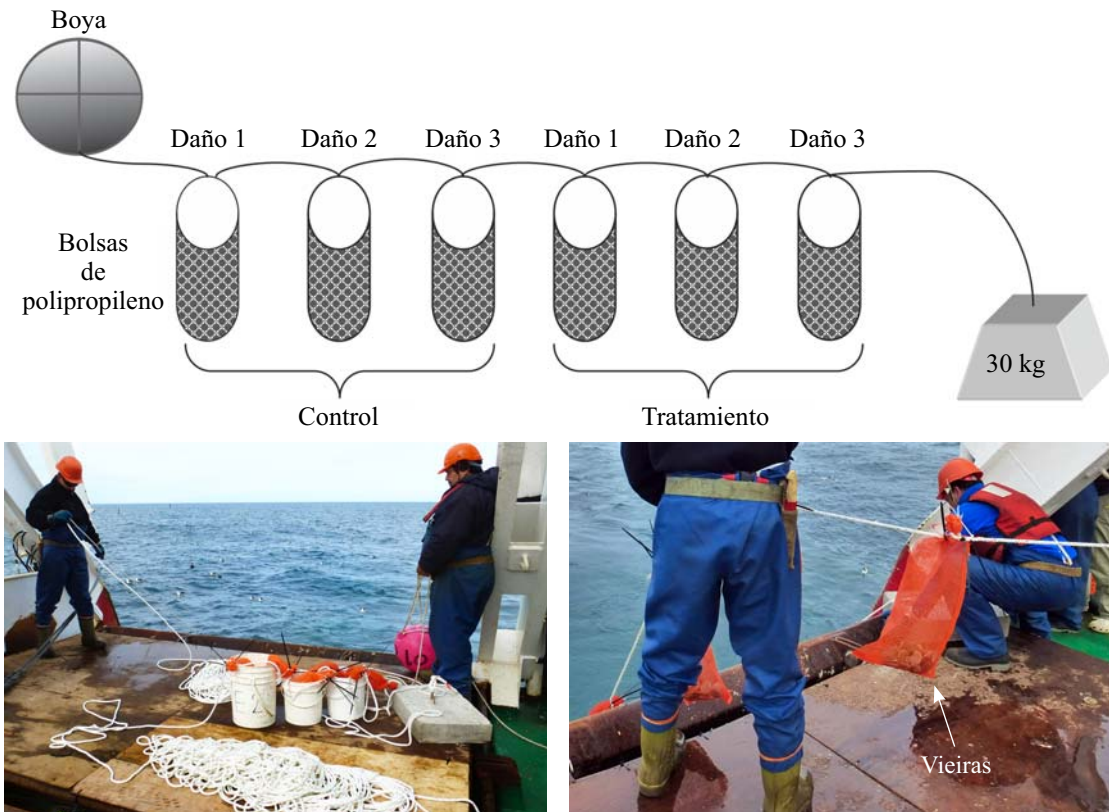 Boya
Daño 1 Daño 2 Daño 3 Daño 1 Daño 2 Daño 3
Bolsas
de
polipropileno
30 kg
Control Tratamiento
Vieiras